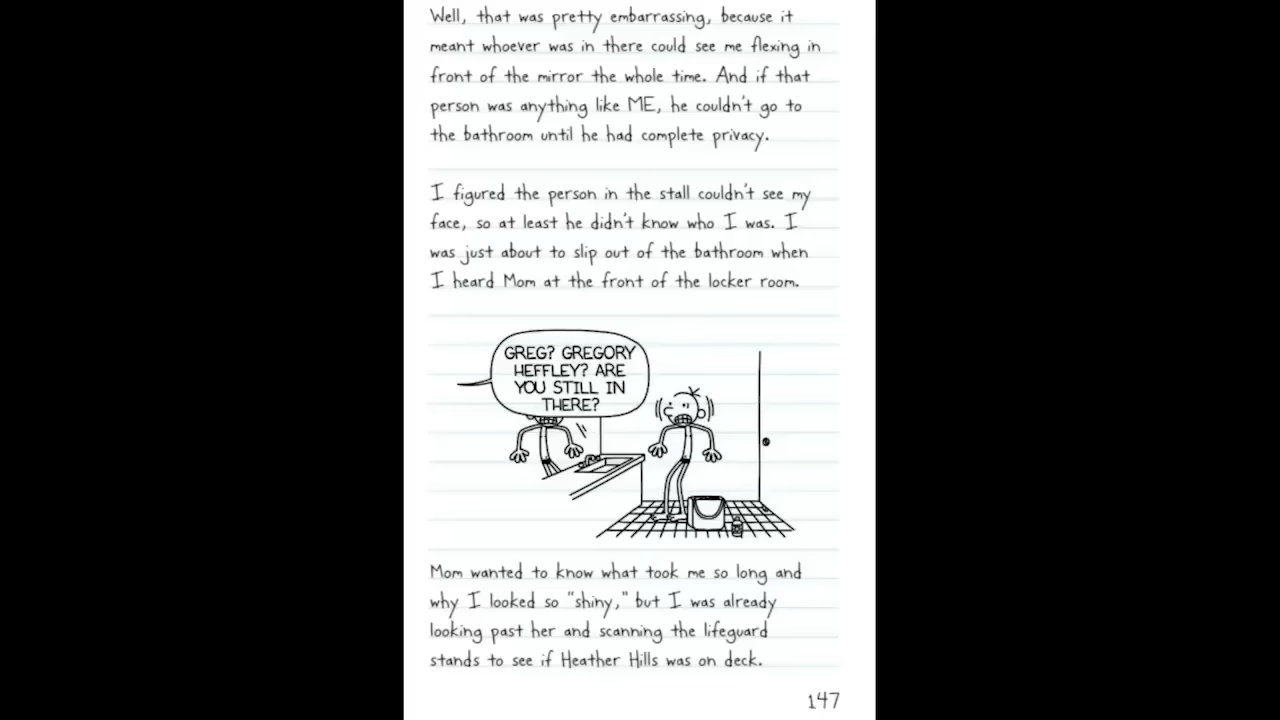 Well, that was pretty embarrassing, because it
meant whoever was in there could see me flexing in
front of the mirror the whole time. And if that
person was anything like ME, he couldn't go to
the bathroom until he had complete privacy.
I figured the person in the stall couldn't see my
face, so at least he didn't know who I was. I
was just about to slip out of the bathroom when
I heard Mom at the front of the locker room.
GREG? GREGORY
HEFFLEY? ARE
YOU STILL IN
THERE?
Mom wanted to know what took me so long and
why I looked so "shiny," but I was already
looking past her and scanning the lifeguard
stands to see if Heather Hills was on deck.
147